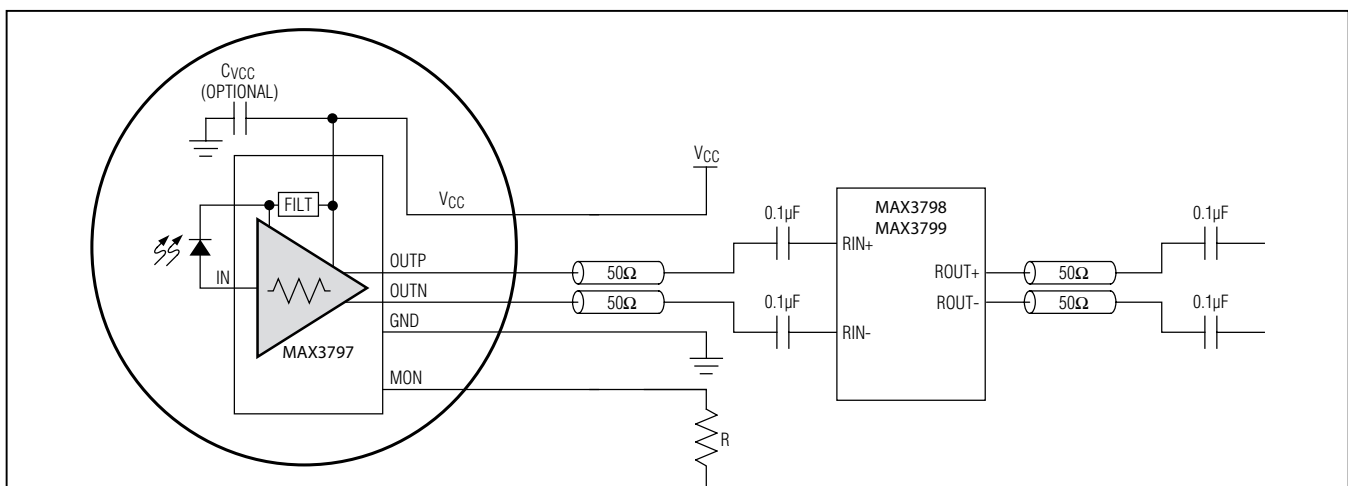 CVCC
(OPTIONAL)
VCC
FILT
VCC
0.1µF
MAX3798
MAX3799
0.1µF
RIN+
OUTP
50Ω
ROUT+
50Ω
IN
OUTN
50Ω
0.1µF
ROUT-
50Ω
0.1µF
GND
RIN-
MAX3797
MON
R